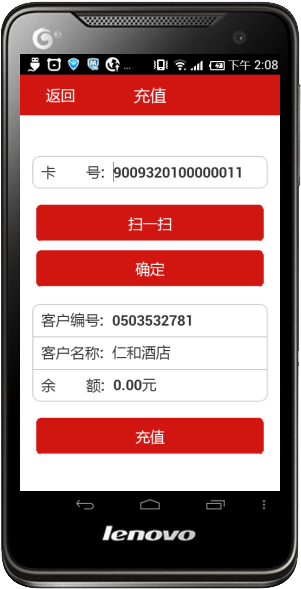 ... 下午 2:08
返回 充值
卡 号: 9009320100000011
扫一扫
确定
客户编号: 0503532781
客户名称: 仁和酒店
余 额: 0.00元
充值
lenovo